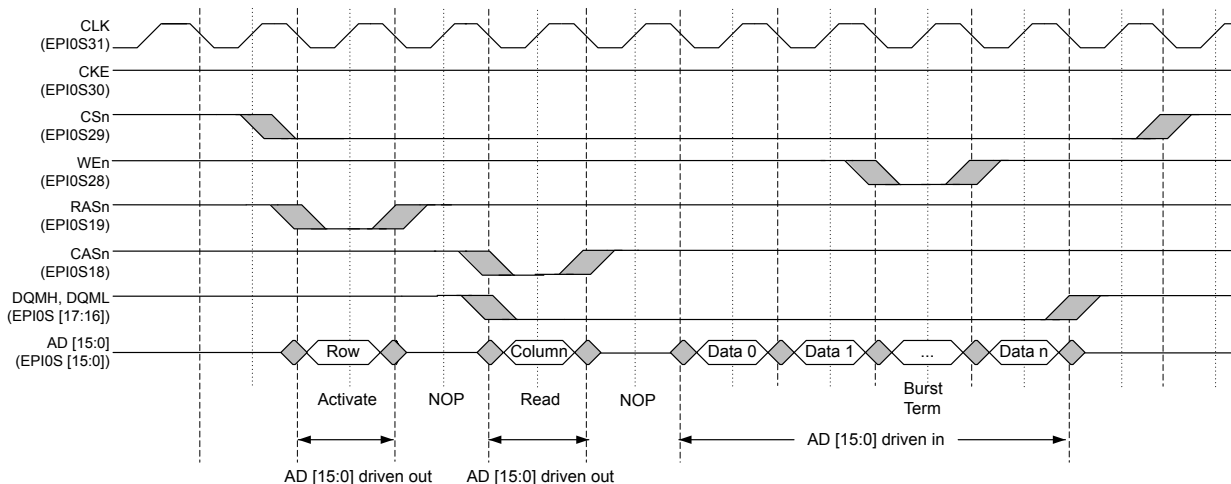 CLK
(EPI0S31)
CKE
(EPI0S30)
CSn
(EPI0S29)
WEn
(EPI0S28)
RASn
(EPI0S19)
CASn
(EPI0S18)
DQMH, DQML
(EPI0S [17:16])
AD [15:0]
(EPI0S [15:0])
Row
Column
Data 0
Data 1
...
Data n
Activate
NOP
Read
NOP
Burst
Term
AD [15:0] driven in
AD [15:0] driven out
AD [15:0] driven out